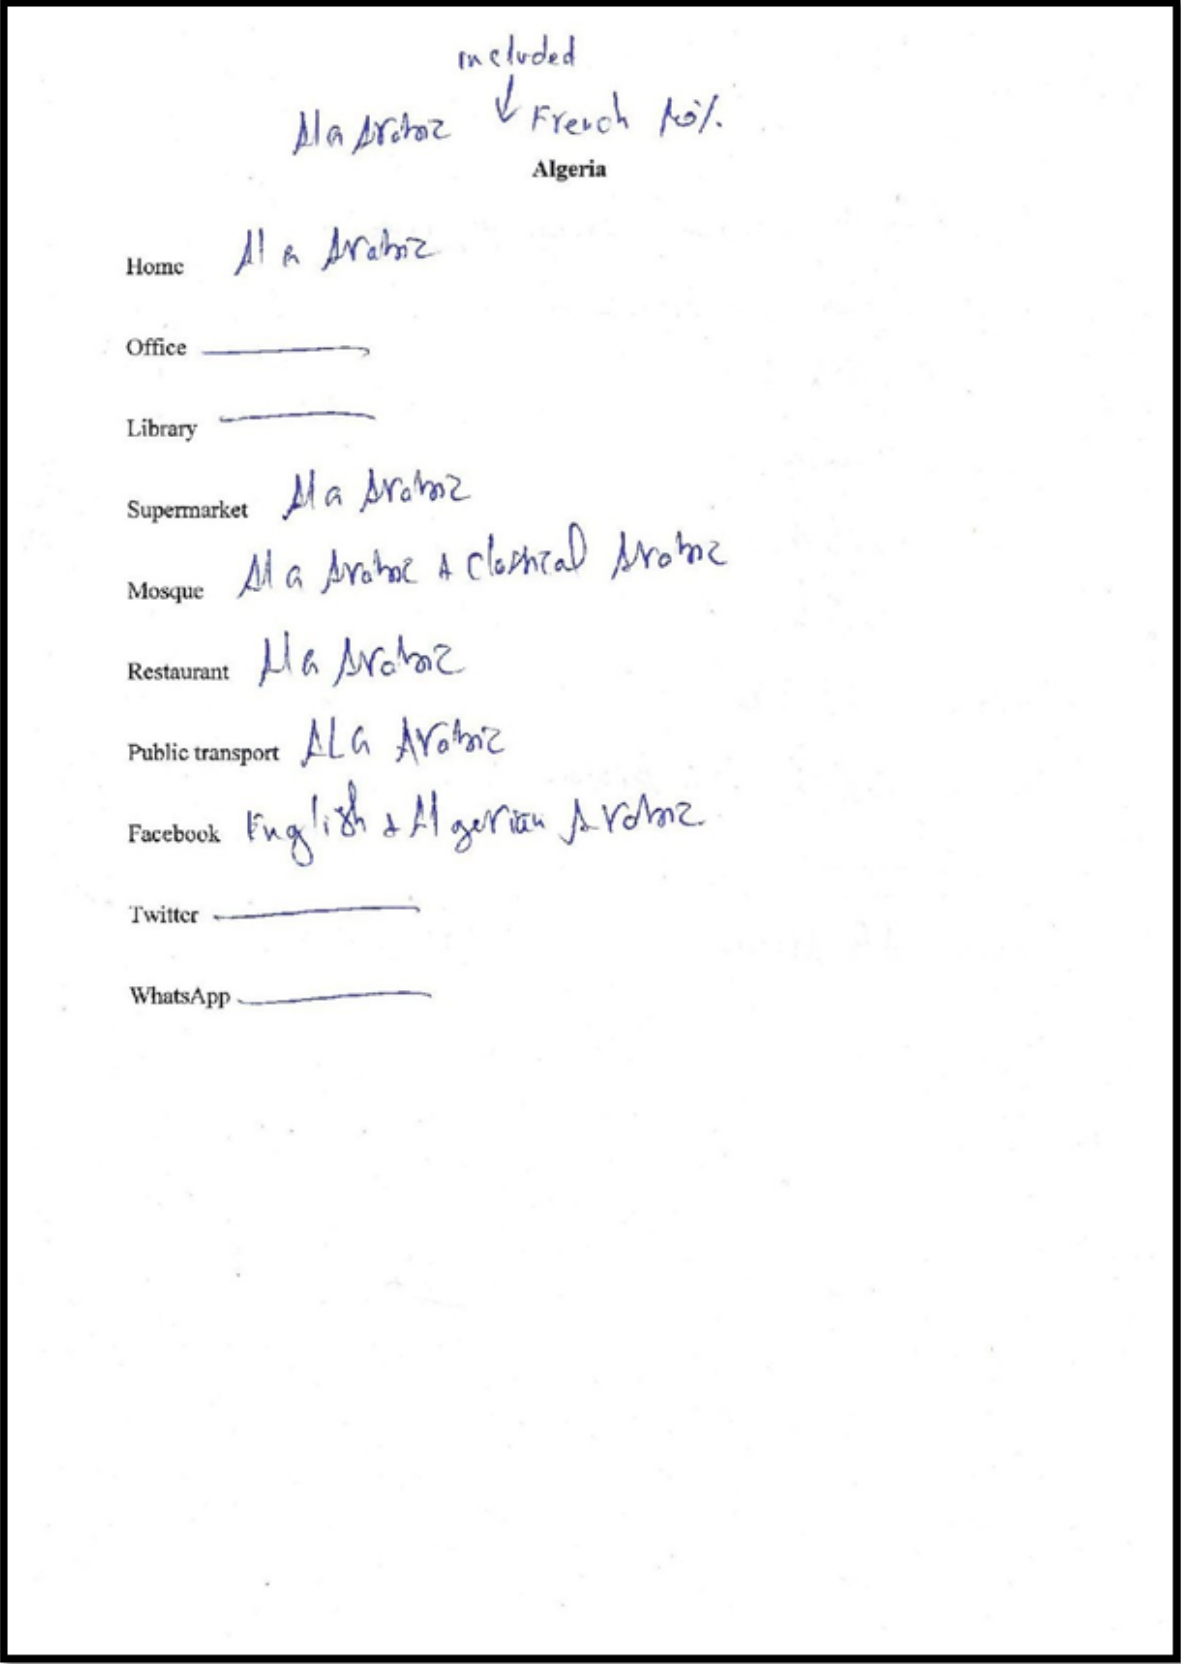 included
Alg Arabic ↓ French 20%
Algeria
Home Alg Arabic
Office
Library
Supermarket Alg Arabic
Mosque Alg Arabic + Classical Arabic
Restaurant Alg Arabic
Public transport ALG Arabic
Facebook English + Algerian Arabic
Twitter
WhatsApp